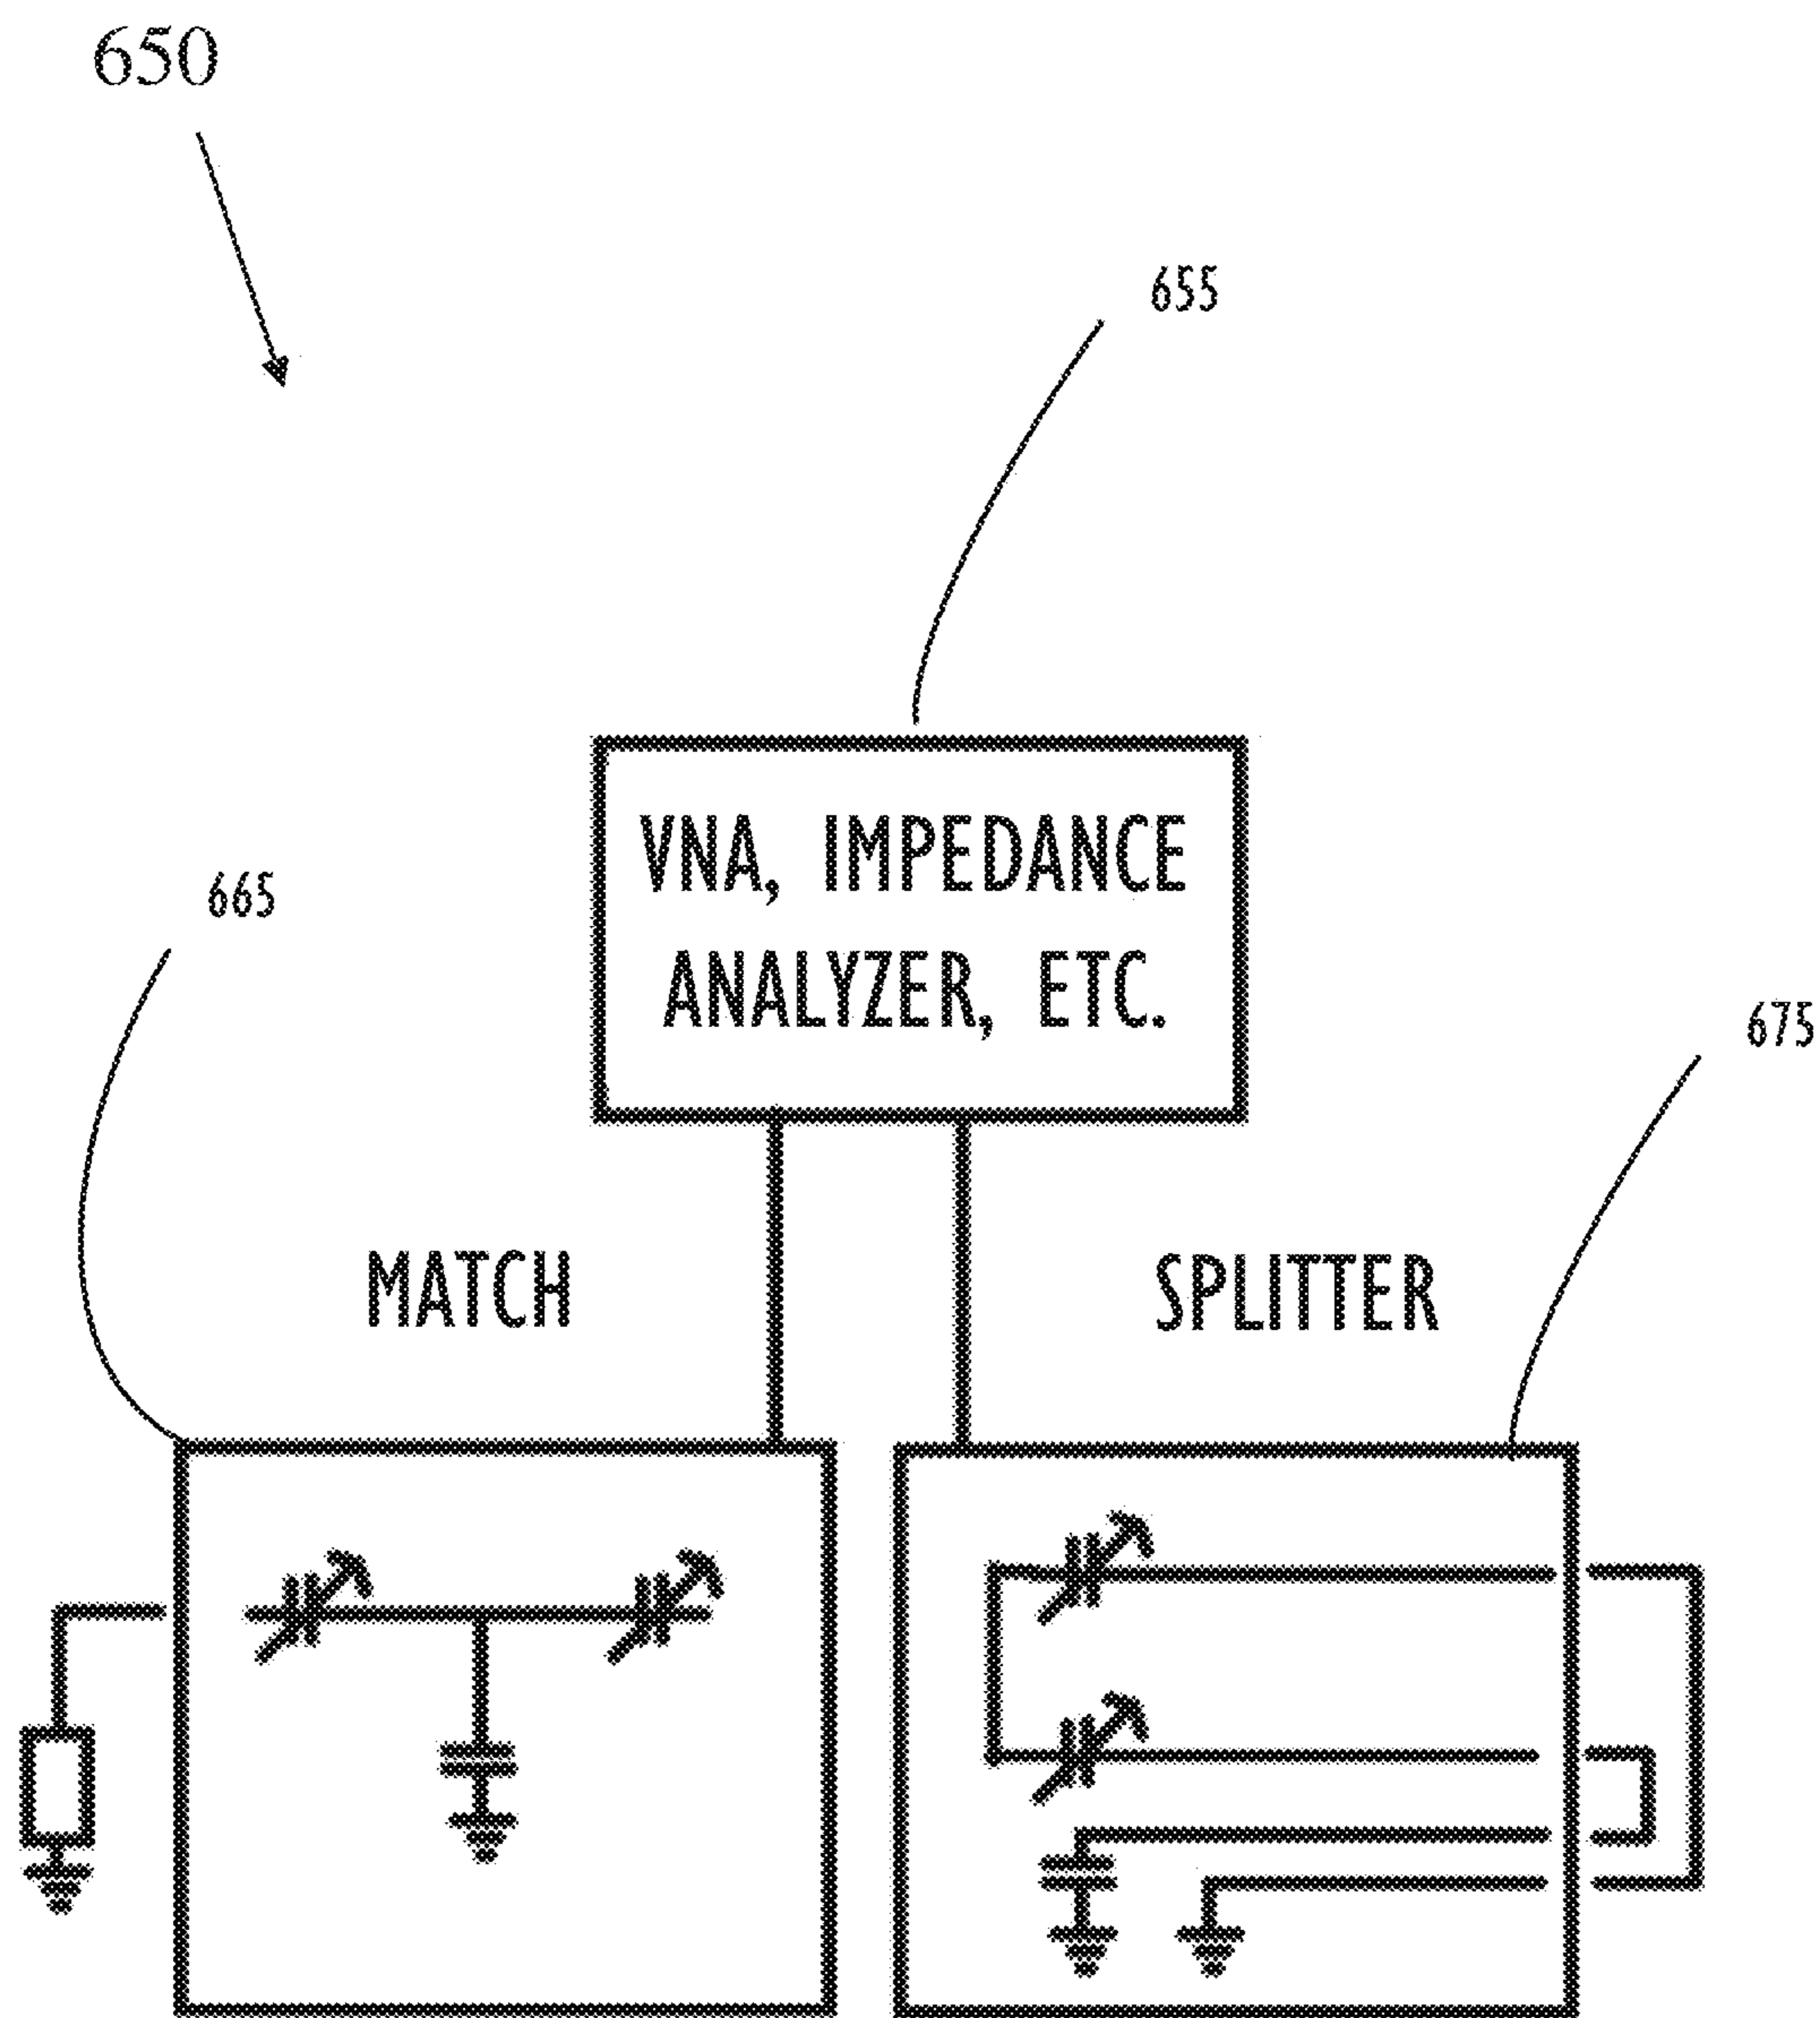 650
655
VNA, IMPEDANCE
ANALYZER, ETC.
665
675
MATCH
SPLITTER